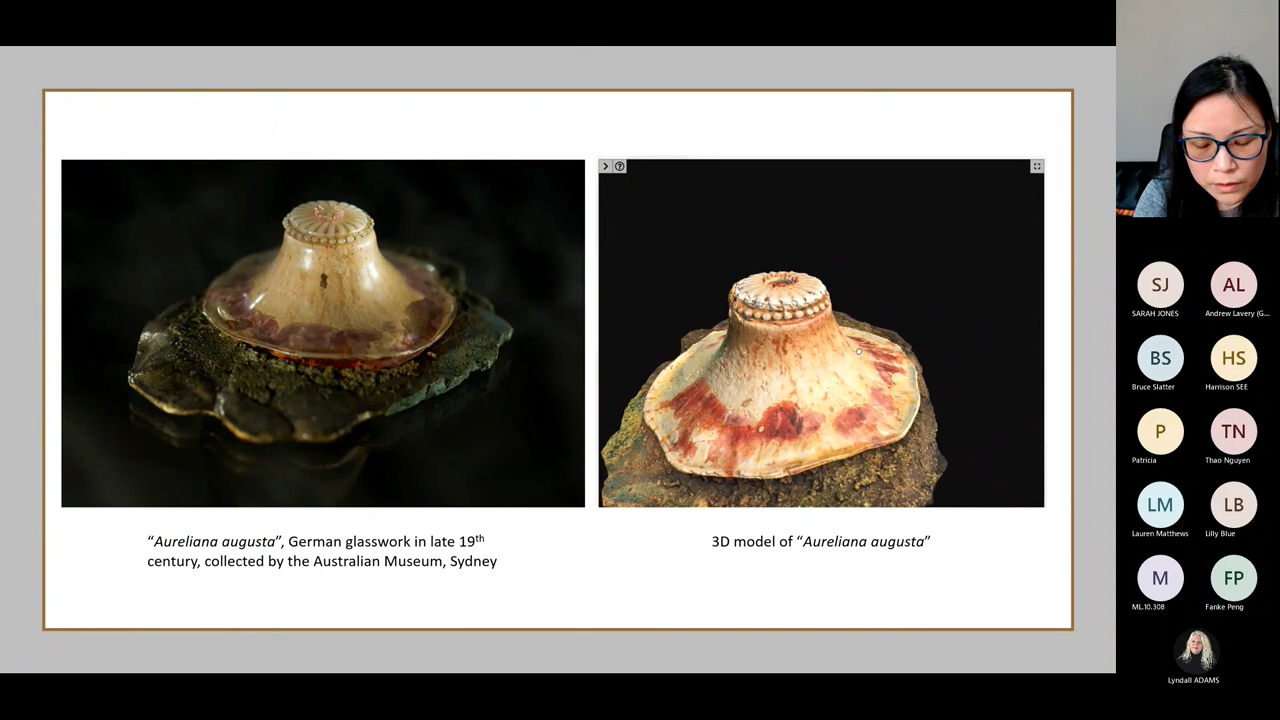 “Aureliana augusta”, German glasswork in late 19th
century, collected by the Australian Museum, Sydney
3D model of “Aureliana augusta”
SJ
SARAH JONES
AL
Andrew Lavery (G...
BS
Bruce Slatter
HS
Harrison SEE
P
Patricia
TN
Thao Nguyen
LM
Lauren Matthews
LB
Lilly Blue
M
ML.10.308
FP
Fanke Peng
Lyndall ADAMS